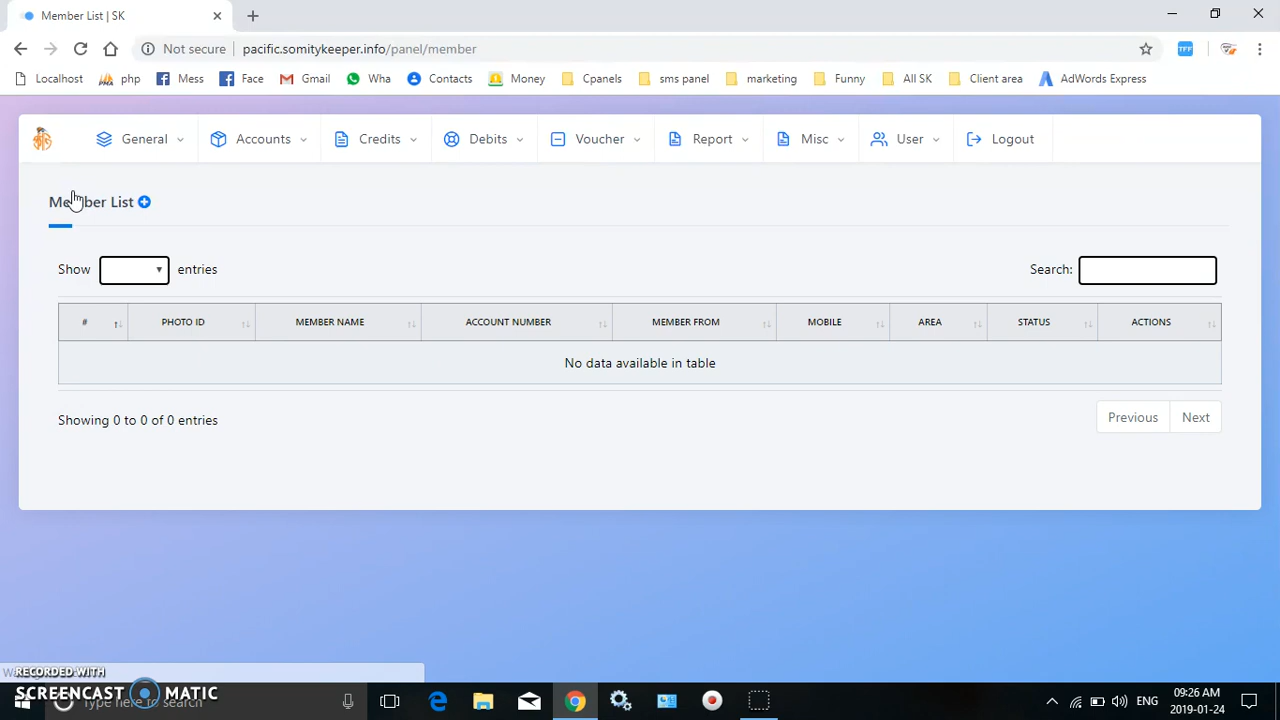 Member List | SK
Not secure | pacific.somitykeeper.info/panel/member
Localhost php Mess Face Gmail Wha Contacts Money Cpanels sms panel marketing Funny All SK Client area AdWords Express
General Accounts Credits Debits Voucher Report Misc User Logout
Member List
Show entries Search:
# PHOTO ID MEMBER NAME ACCOUNT NUMBER MEMBER FROM MOBILE AREA STATUS ACTIONS
No data available in table
Showing 0 to 0 of 0 entries
Previous Next
RECORDED WITH
SCREENCAST MATIC
Type here to search
ENG
09:26 AM
2019-01-24